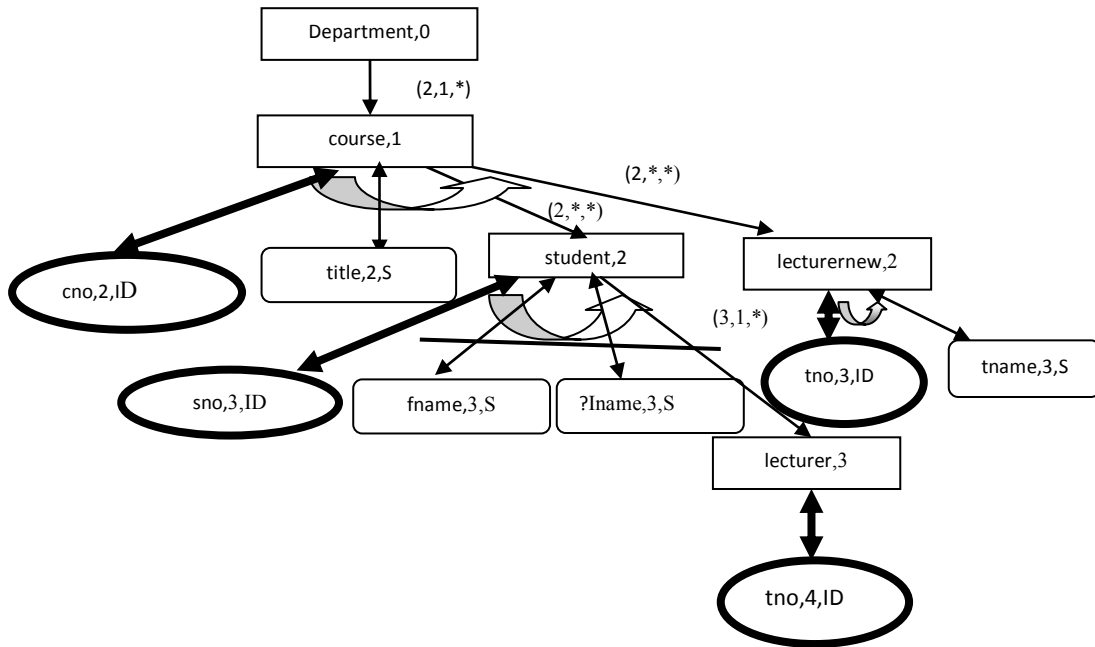 Department,0
(2,1,*)
course,1
(2,*,*)
(2,*,*)
student,2
lecturernew,2
cno,2,ID
title,2,S
(3,1,*)
sno,3,ID
fname,3,S
?Iname,3,S
tno,3,ID
tname,3,S
lecturer,3
tno,4,ID